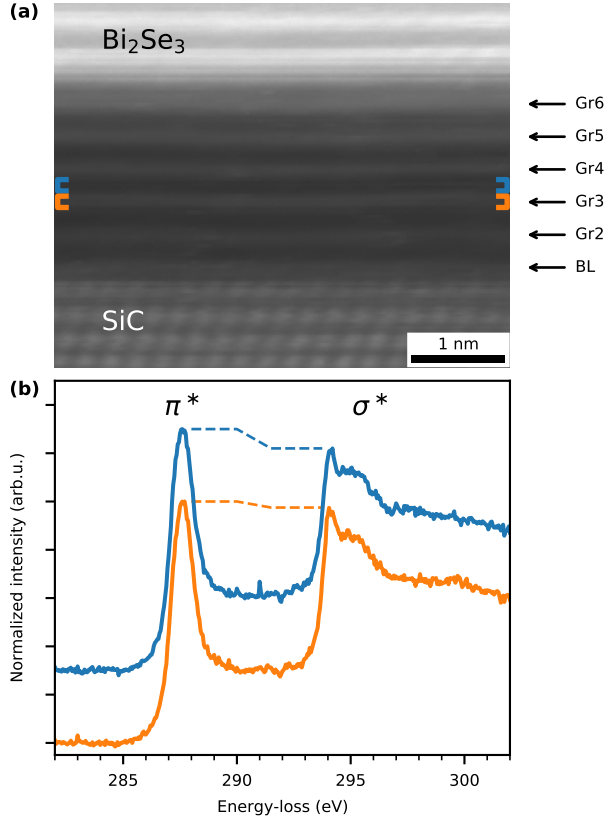 (a)
Bi₂Se₃
Gr6
Gr5
Gr4
Gr3
Gr2
BL
SiC
1 nm
(b)
π* σ*
Normalized intensity (arb.u.)
285 290 295 300
Energy-loss (eV)